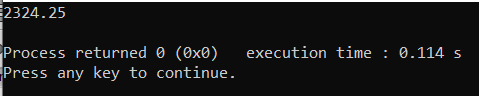 2324.25
Process returned 0 (0x0)   execution time : 0.114 s
Press any key to continue.